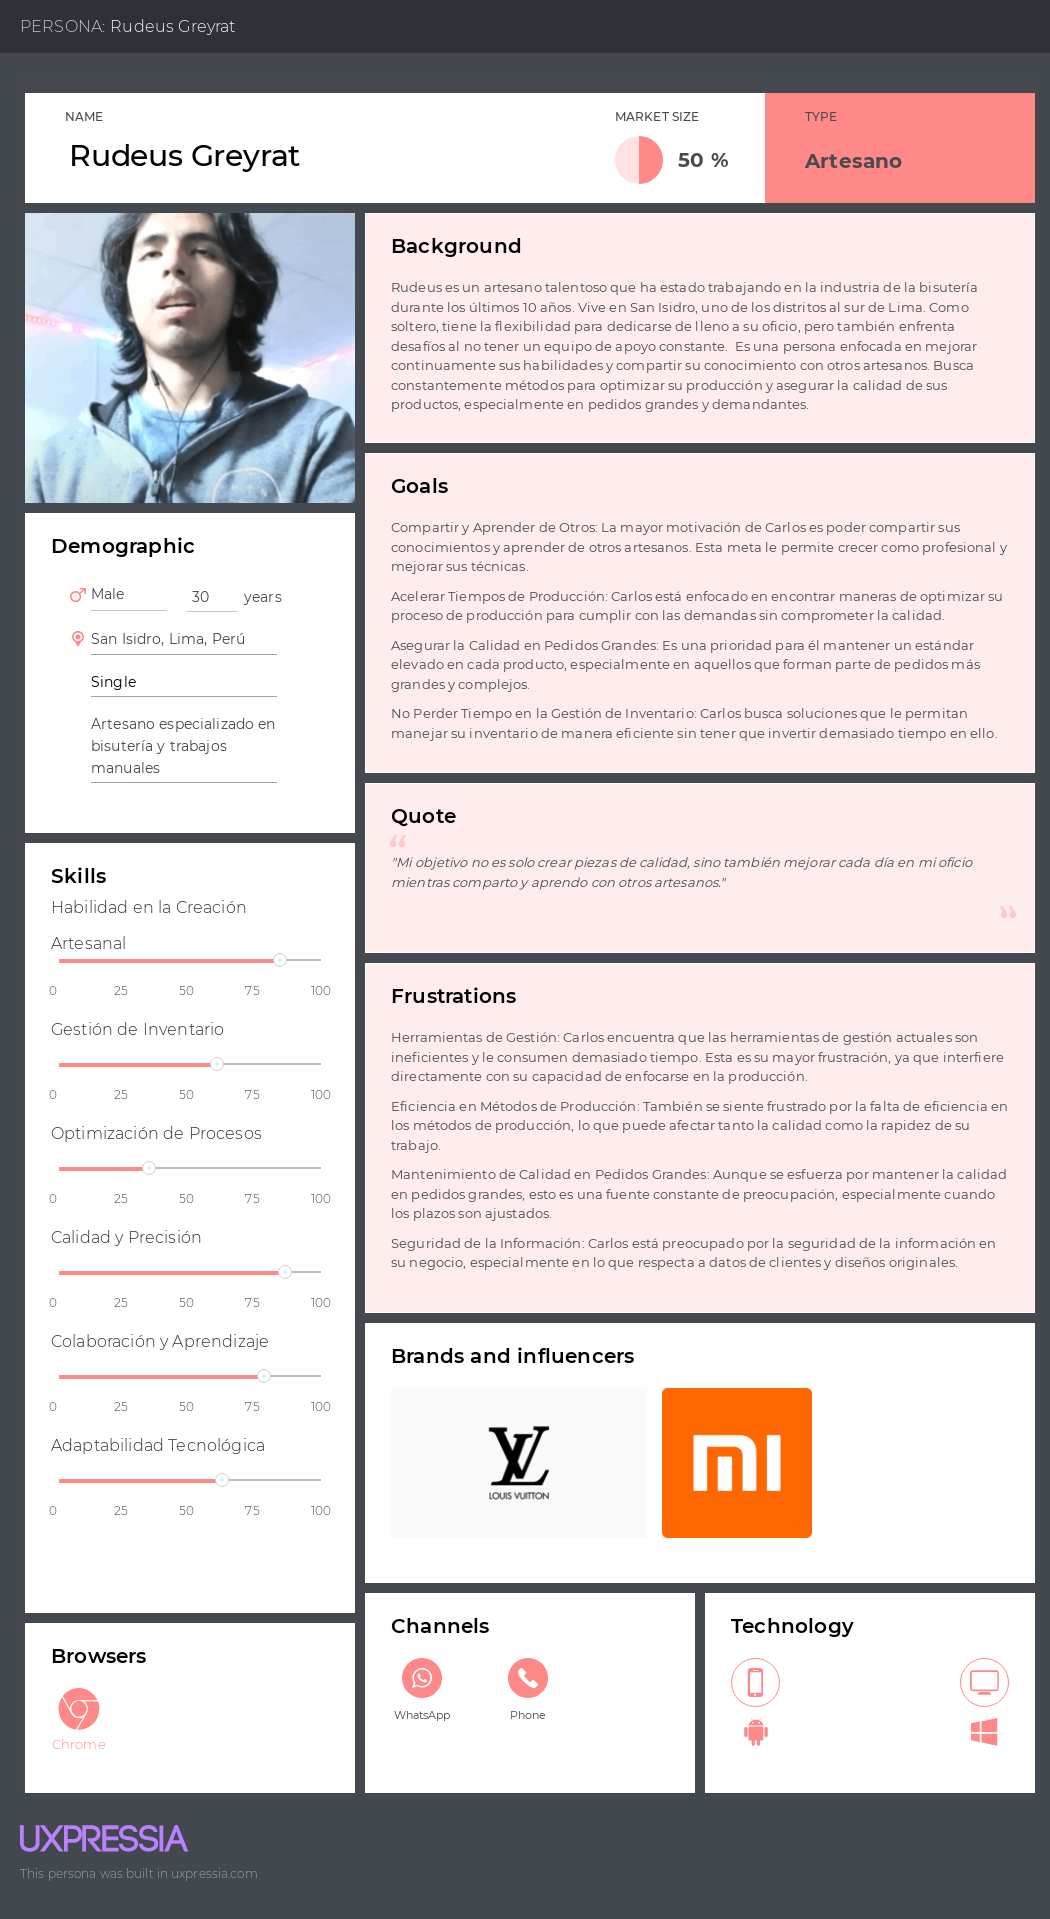 PERSONA: Rudeus Greyrat
NAME
Rudeus Greyrat
MARKET SIZE
50 %
TYPE
Artesano
Background
Rudeus es un artesano talentoso que ha estado trabajando en la industria de la bisutería
durante los últimos 10 años. Vive en San Isidro, uno de los distritos al sur de Lima. Como
soltero, tiene la flexibilidad para dedicarse de lleno a su oficio, pero también enfrenta
desafíos al no tener un equipo de apoyo constante.  Es una persona enfocada en mejorar
continuamente sus habilidades y compartir su conocimiento con otros artesanos. Busca
constantemente métodos para optimizar su producción y asegurar la calidad de sus
productos, especialmente en pedidos grandes y demandantes.
Goals
Compartir y Aprender de Otros: La mayor motivación de Carlos es poder compartir sus
conocimientos y aprender de otros artesanos. Esta meta le permite crecer como profesional y
mejorar sus técnicas.
Acelerar Tiempos de Producción: Carlos está enfocado en encontrar maneras de optimizar su
proceso de producción para cumplir con las demandas sin comprometer la calidad.
Asegurar la Calidad en Pedidos Grandes: Es una prioridad para él mantener un estándar
elevado en cada producto, especialmente en aquellos que forman parte de pedidos más
grandes y complejos.
No Perder Tiempo en la Gestión de Inventario: Carlos busca soluciones que le permitan
manejar su inventario de manera eficiente sin tener que invertir demasiado tiempo en ello.
Quote
"Mi objetivo no es solo crear piezas de calidad, sino también mejorar cada día en mi oficio
mientras comparto y aprendo con otros artesanos."
Frustrations
Herramientas de Gestión: Carlos encuentra que las herramientas de gestión actuales son
ineficientes y le consumen demasiado tiempo. Esta es su mayor frustración, ya que interfiere
directamente con su capacidad de enfocarse en la producción.
Eficiencia en Métodos de Producción: También se siente frustrado por la falta de eficiencia en
los métodos de producción, lo que puede afectar tanto la calidad como la rapidez de su
trabajo.
Mantenimiento de Calidad en Pedidos Grandes: Aunque se esfuerza por mantener la calidad
en pedidos grandes, esto es una fuente constante de preocupación, especialmente cuando
los plazos son ajustados.
Seguridad de la Información: Carlos está preocupado por la seguridad de la información en
su negocio, especialmente en lo que respecta a datos de clientes y diseños originales.
Demographic
Male
30 years
San Isidro, Lima, Perú
Single
Artesano especializado en
bisutería y trabajos
manuales
Skills
Habilidad en la Creación
Artesanal
0 25 50 75 100
Gestión de Inventario
0 25 50 75 100
Optimización de Procesos
0 25 50 75 100
Calidad y Precisión
0 25 50 75 100
Colaboración y Aprendizaje
0 25 50 75 100
Adaptabilidad Tecnológica
0 25 50 75 100
Brands and influencers
LV
LOUIS VUITTON
MI
Browsers
Chrome
Channels
WhatsApp
Phone
Technology
UXPRESSIA
This persona was built in uxpressia.com